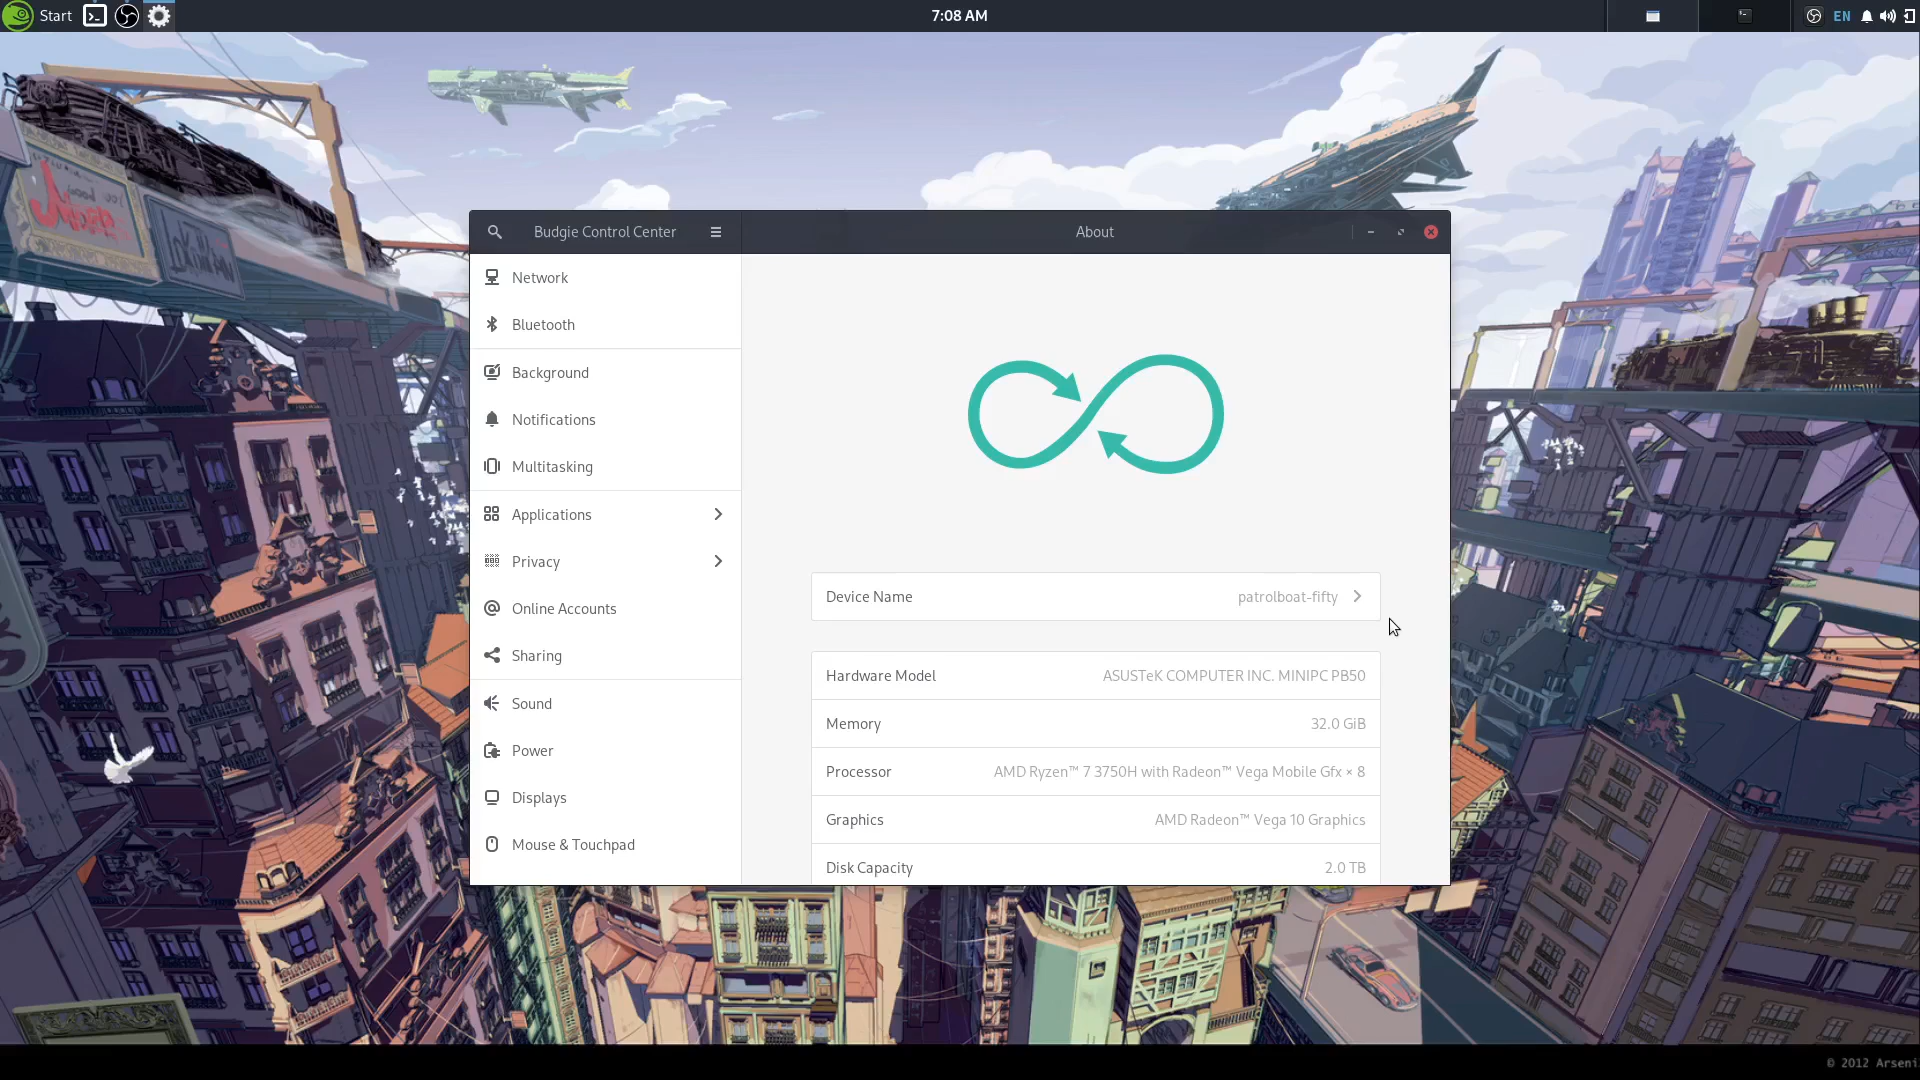 Start
7:08 AM
EN
Budgie Control Center
About
Network
Bluetooth
Background
Notifications
Multitasking
Applications
Privacy
Online Accounts
Sharing
Sound
Power
Displays
Mouse & Touchpad
Device Name patrolboat-fifty
Hardware Model ASUSTeK COMPUTER INC. MINIPC PB50
Memory 32.0 GiB
Processor AMD Ryzen™ 7 3750H with Radeon™ Vega Mobile Gfx × 8
Graphics AMD Radeon™ Vega 10 Graphics
Disk Capacity 2.0 TB
© 2012 Arseni